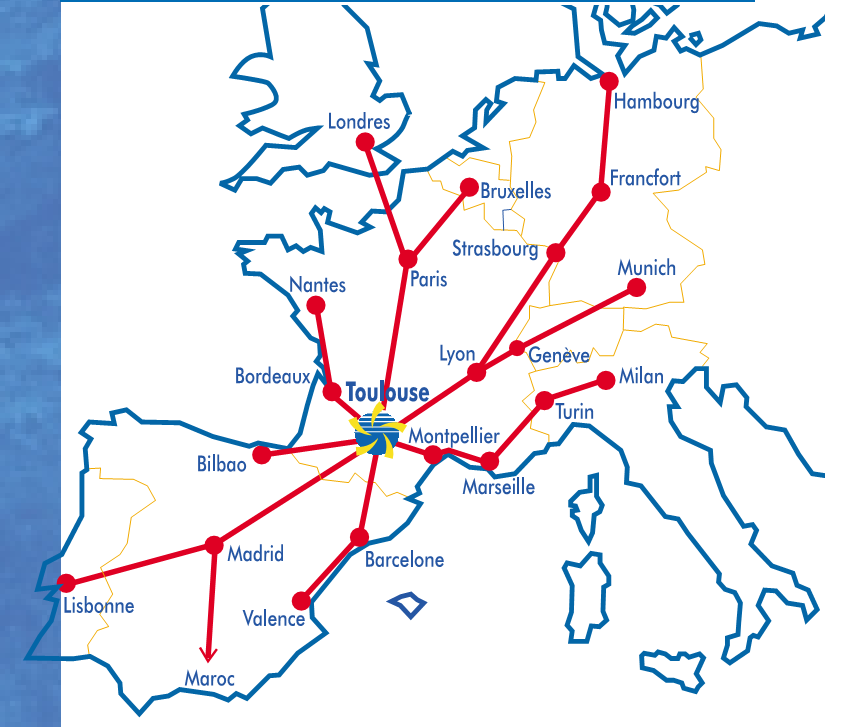 Hambourg
Londres
Francfort
Bruxelles
Strasbourg
Munich
Paris
Nantes
Lyon
Genève
Bordeaux
Toulouse
Milan
Turin
Montpellier
Bilbao
Marseille
Madrid
Barcelone
Lisbonne
Valence
Maroc